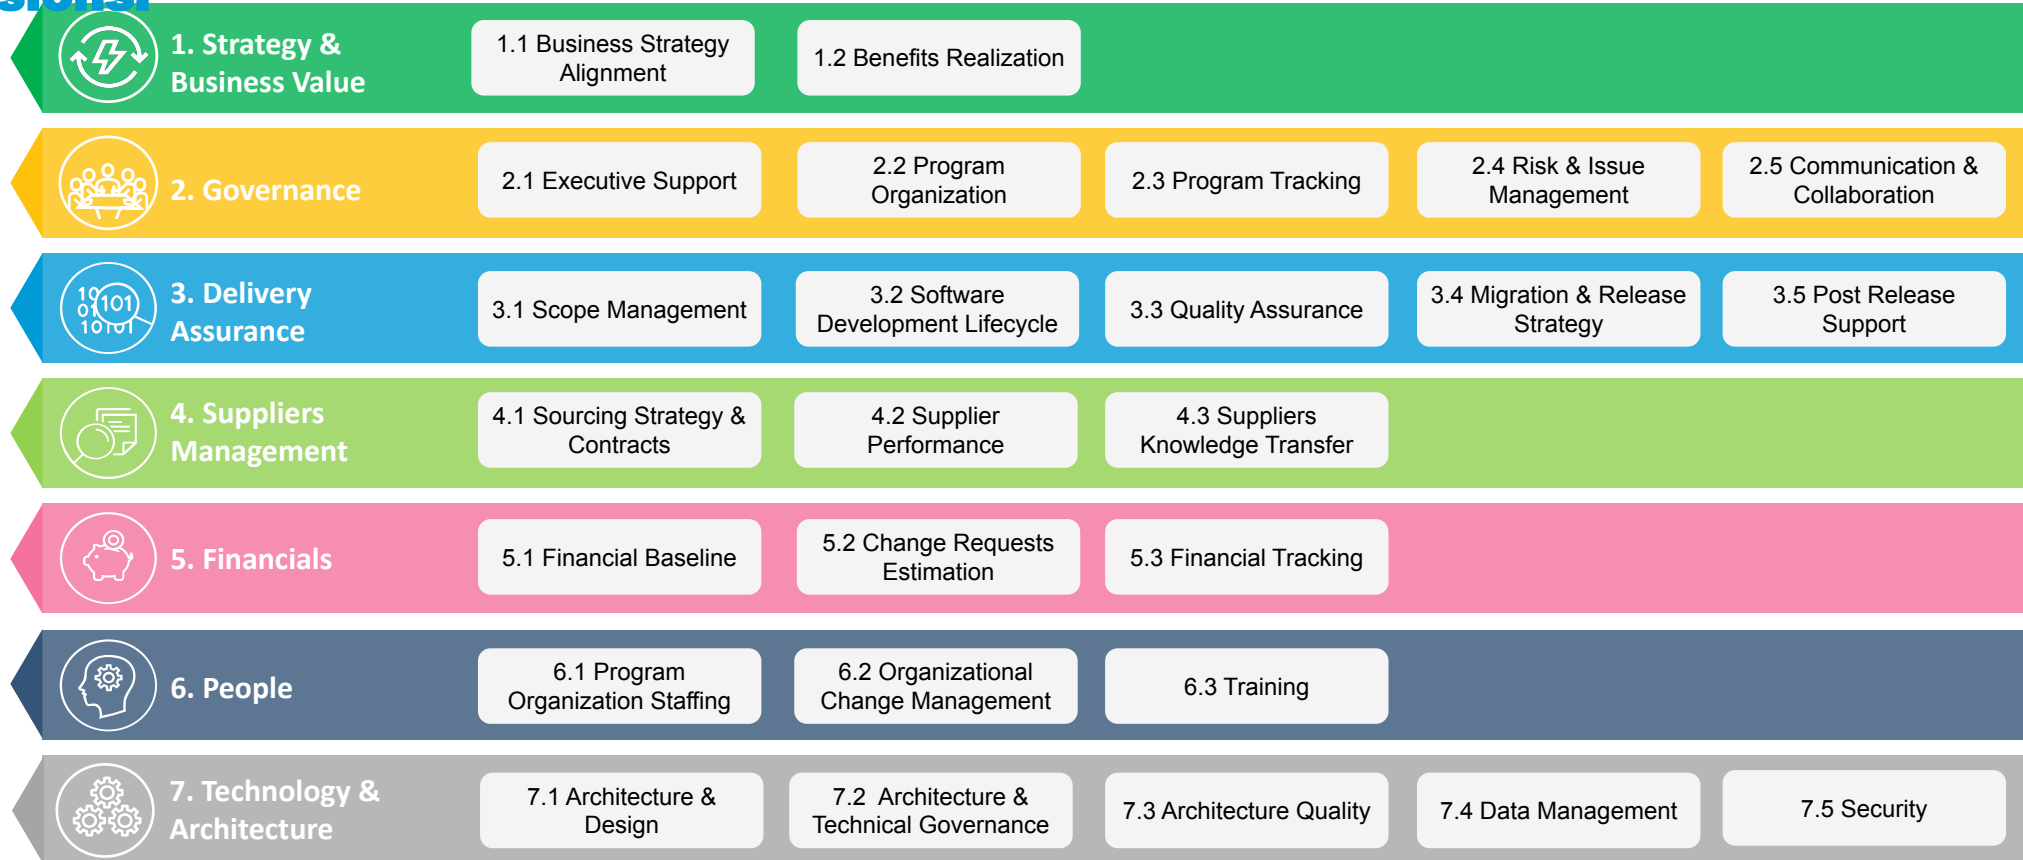 1. Strategy &
Business Value
1.1 Business Strategy
Alignment
1.2 Benefits Realization
2. Governance
2.1 Executive Support
2.2 Program
Organization
2.3 Program Tracking
2.4 Risk & Issue
Management
2.5 Communication &
Collaboration
10
101
01
10101
3. Delivery
Assurance
3.1 Scope Management
3.2 Software
Development Lifecycle
3.3 Quality Assurance
3.4 Migration & Release
Strategy
3.5 Post Release
Support
4. Suppliers
Management
4.1 Sourcing Strategy &
Contracts
4.2 Supplier
Performance
4.3 Suppliers
Knowledge Transfer
5. Financials
5.1 Financial Baseline
5.2 Change Requests
Estimation
5.3 Financial Tracking
6. People
6.1 Program
Organization Staffing
6.2 Organizational
Change Management
6.3 Training
7. Technology &
Architecture
7.1 Architecture &
Design
7.2 Architecture &
Technical Governance
7.3 Architecture Quality
7.4 Data Management
7.5 Security